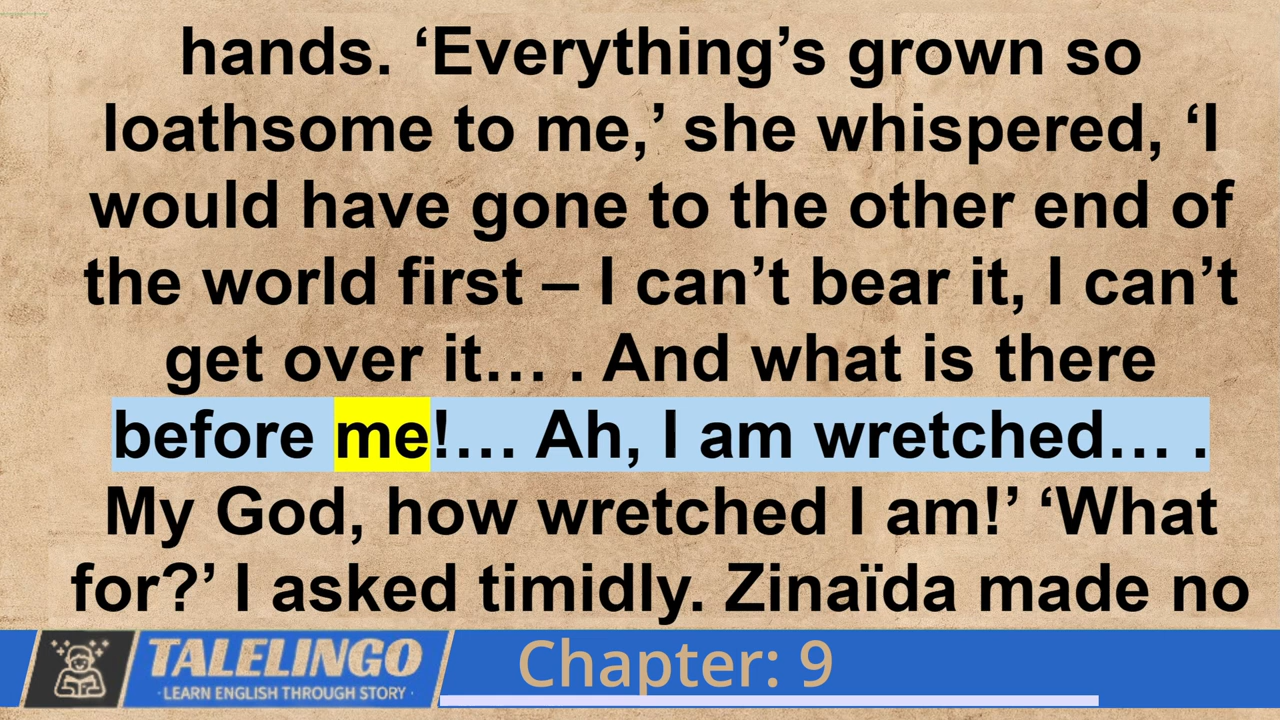 hands. ‘Everything’s grown so
loathsome to me,’ she whispered, ‘I
would have gone to the other end of
the world first – I can’t bear it, I can’t
get over it… . And what is there
before me!… Ah, I am wretched… .
My God, how wretched I am!’ ‘What
for?’ I asked timidly. Zinaïda made no
TALELINGO
· LEARN ENGLISH THROUGH STORY ·
Chapter: 9